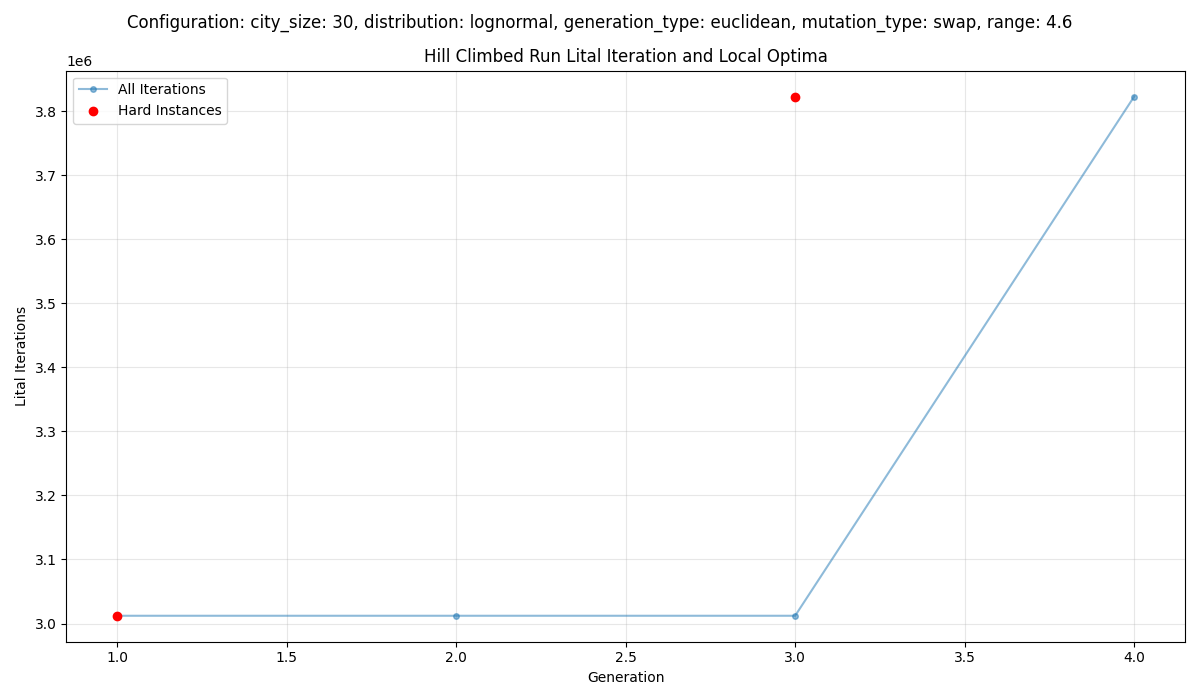 Configuration: city_size: 30, distribution: lognormal, generation_type: euclidean, mutation_type: swap, range: 4.6
Hill Climbed Run Lital Iteration and Local Optima
1e6
All Iterations
Hard Instances
3.8
3.7
3.6
3.5
3.4
3.3
3.2
3.1
3.0
Lital Iterations
1.0 1.5 2.0 2.5 3.0 3.5 4.0
Generation